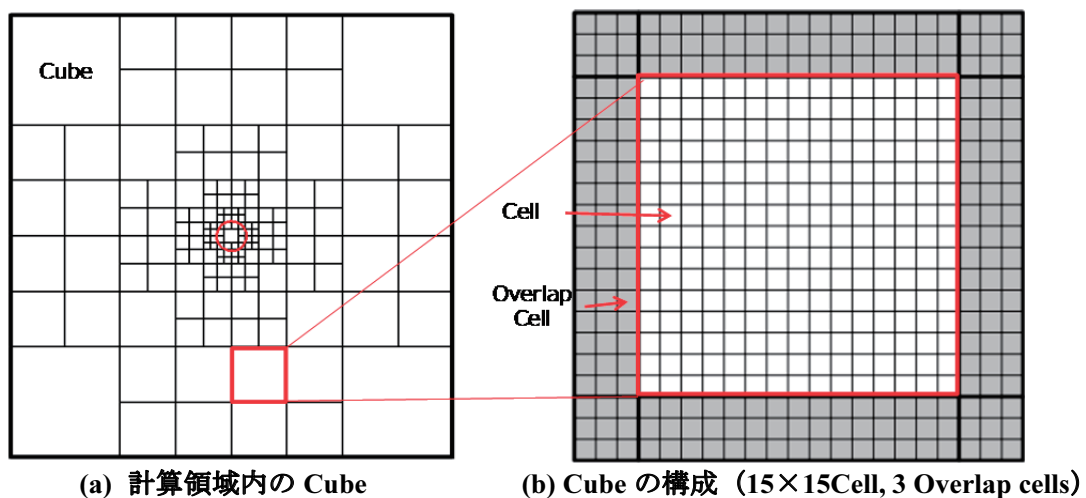 Cube
Cell
Overlap
Cell
(a) 計算領域内の Cube
(b) Cube の構成（15×15Cell, 3 Overlap cells）